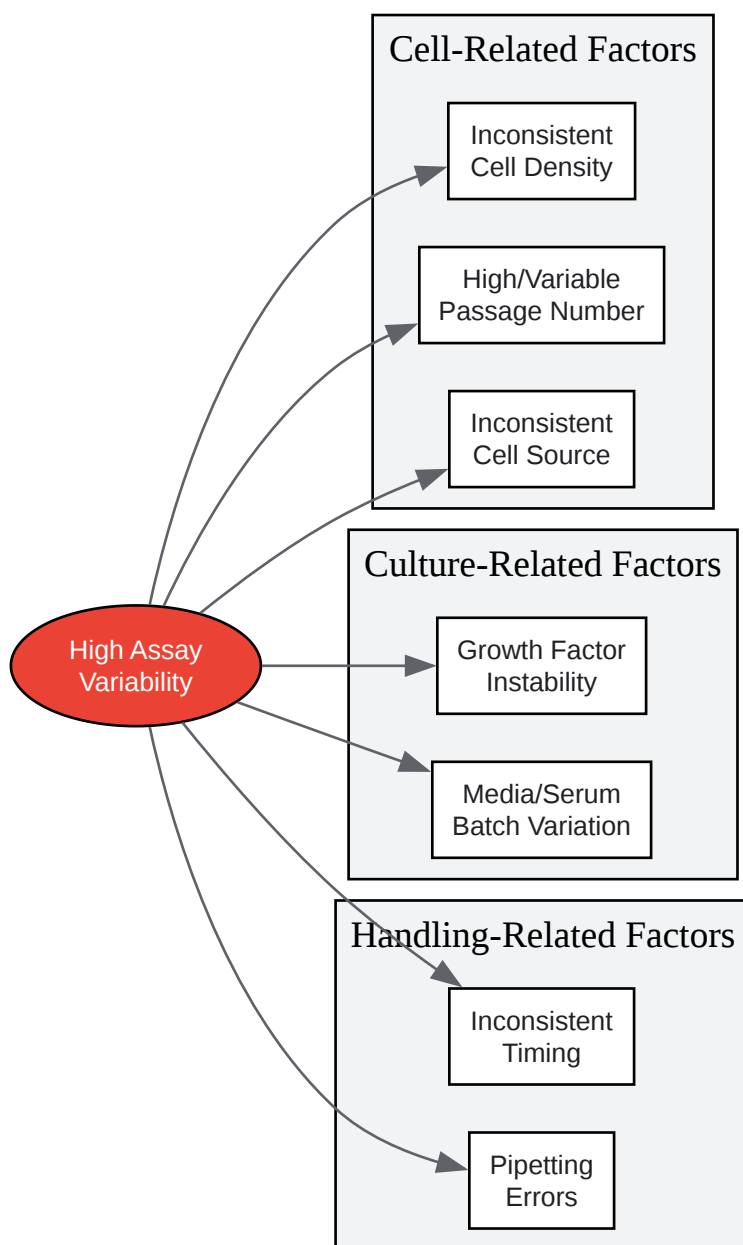 Cell-Related Factors
Inconsistent
Cell Density
High/Variable
Passage Number
Inconsistent
Cell Source
Culture-Related Factors
Growth Factor
Instability
High Assay
Variability
Media/Serum
Batch Variation
Handling-Related Factors
Inconsistent
Timing
Pipetting
Errors